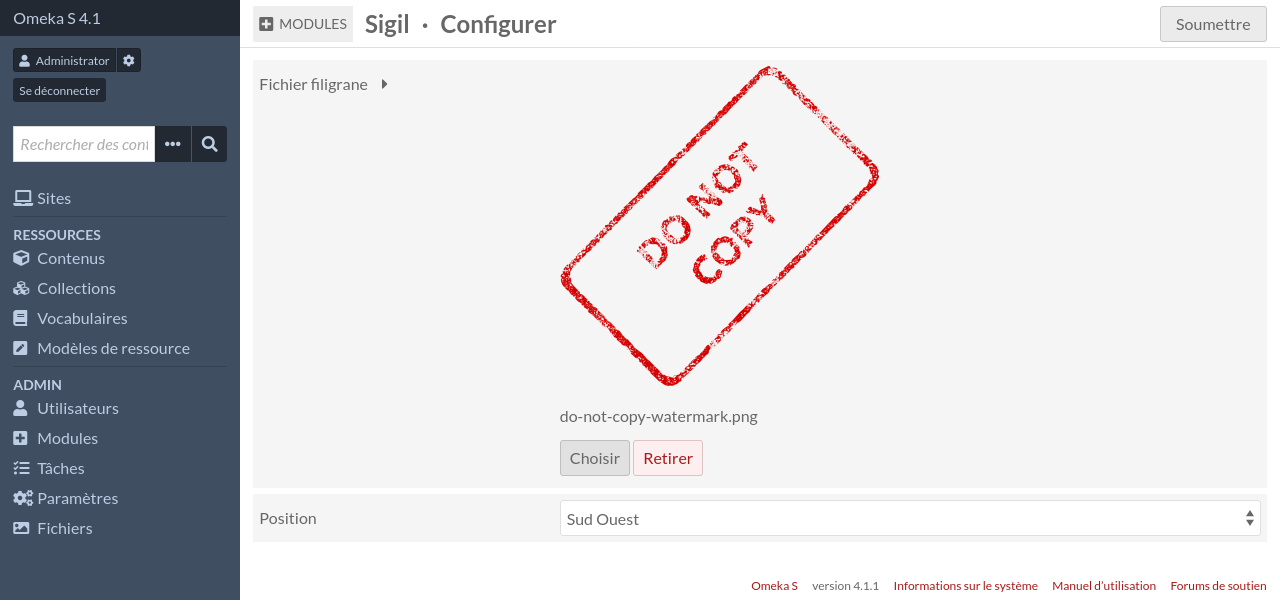 Omeka S 4.1
Administrator
Se déconnecter
Rechercher des cont
Sites
RESSOURCES
Contenus
Collections
Vocabulaires
Modèles de ressource
ADMIN
Utilisateurs
Modules
Tâches
Paramètres
Fichiers
MODULES
Sigil · Configurer
Soumettre
Fichier filigrane
DO NOT
COPY
do-not-copy-watermark.png
Choisir
Retirer
Position
Sud Ouest
Omeka S version 4.1.1 Informations sur le système Manuel d'utilisation Forums de soutien